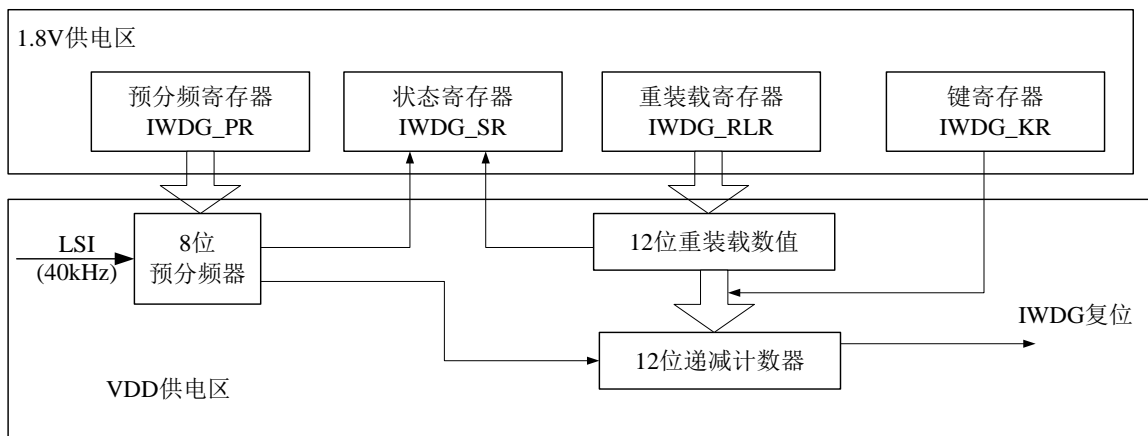 1.8V供电区
预分频寄存器
IWDG_PR
状态寄存器
IWDG_SR
重装载寄存器
IWDG_RLR
键寄存器
IWDG_KR
LSI
(40kHz)
8位
预分频器
12位重装载数值
IWDG复位
12位递减计数器
VDD供电区